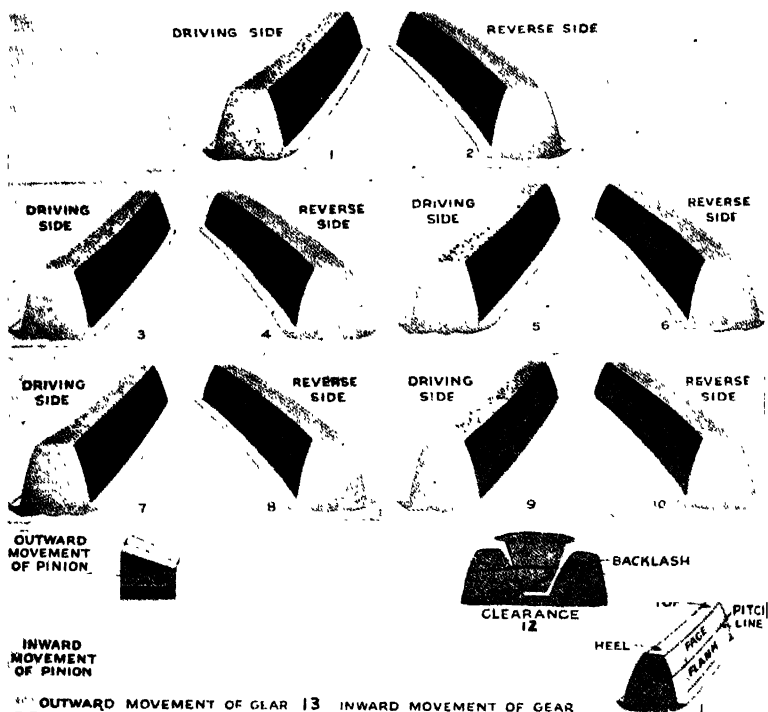 DRIVING SIDE
REVERSE SIDE
1
2
DRIVING
SIDE
REVERSE
SIDE
DRIVING
SIDE
REVERSE
SIDE
3
4
5
6
DRIVING
SIDE
REVERSE
SIDE
DRIVING
SIDE
REVERSE
SIDE
7
8
9
10
OUTWARD
MOVEMENT
OF PINION
BACKLASH
CLEARANCE
12
TOP
PITCH
LINE
HEEL
FACE
FLANK
INWARD
MOVEMENT
OF PINION
OUTWARD MOVEMENT OF GEAR 13 INWARD MOVEMENT OF GEAR